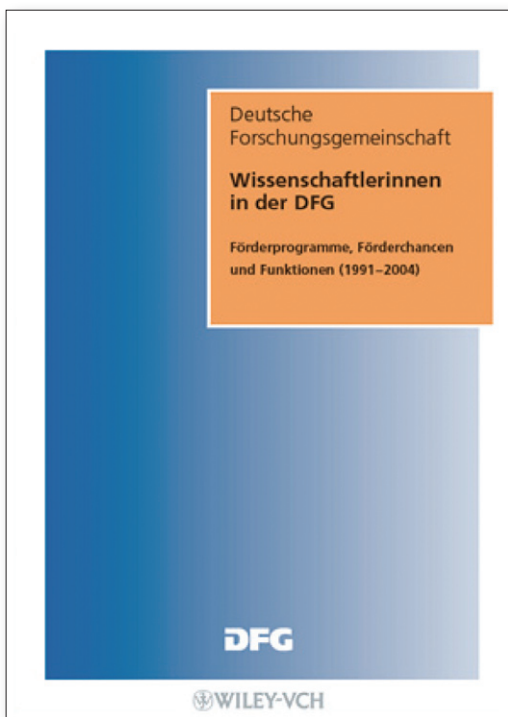 Deutsche
Forschungsgemeinschaft
Wissenschaftlerinnen
in der DFG
Förderprogramme, Förderchancen
und Funktionen (1991–2004)
DFG
WILEY-VCH